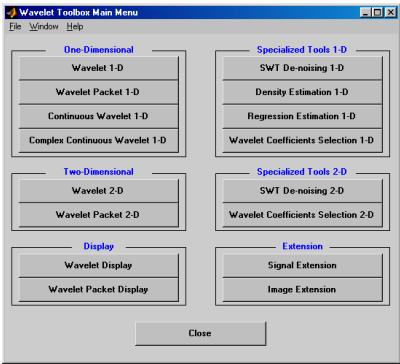 Wavelet Toolbox Main Menu
File Window Help
One-Dimensional
Wavelet 1-D
Wavelet Packet 1-D
Continuous Wavelet 1-D
Complex Continuous Wavelet 1-D
Two-Dimensional
Wavelet 2-D
Wavelet Packet 2-D
Display
Wavelet Display
Wavelet Packet Display
Specialized Tools 1-D
SWT De-noising 1-D
Density Estimation 1-D
Regression Estimation 1-D
Wavelet Coefficients Selection 1-D
Specialized Tools 2-D
SWT De-noising 2-D
Wavelet Coefficients Selection 2-D
Extension
Signal Extension
Image Extension
Close